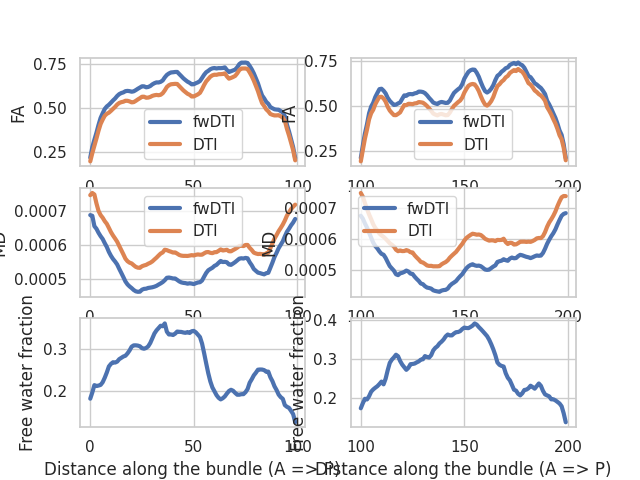 0.75
0.50
0.25
FA
fwDTI
DTI
0 50 100
0.75
0.50
0.25
FA
fwDTI
DTI
100 150 200
0.0007
0.0006
0.0005
MD
fwDTI
DTI
0.0007
0.0006
0.0005
MD
fwDTI
DTI
100 150 200
0.3
0.2
Free water fraction
0 50 100
Distance along the bundle (A => P)
0.4
0.3
0.2
Free water fraction
100 150 200
Distance along the bundle (A => P)